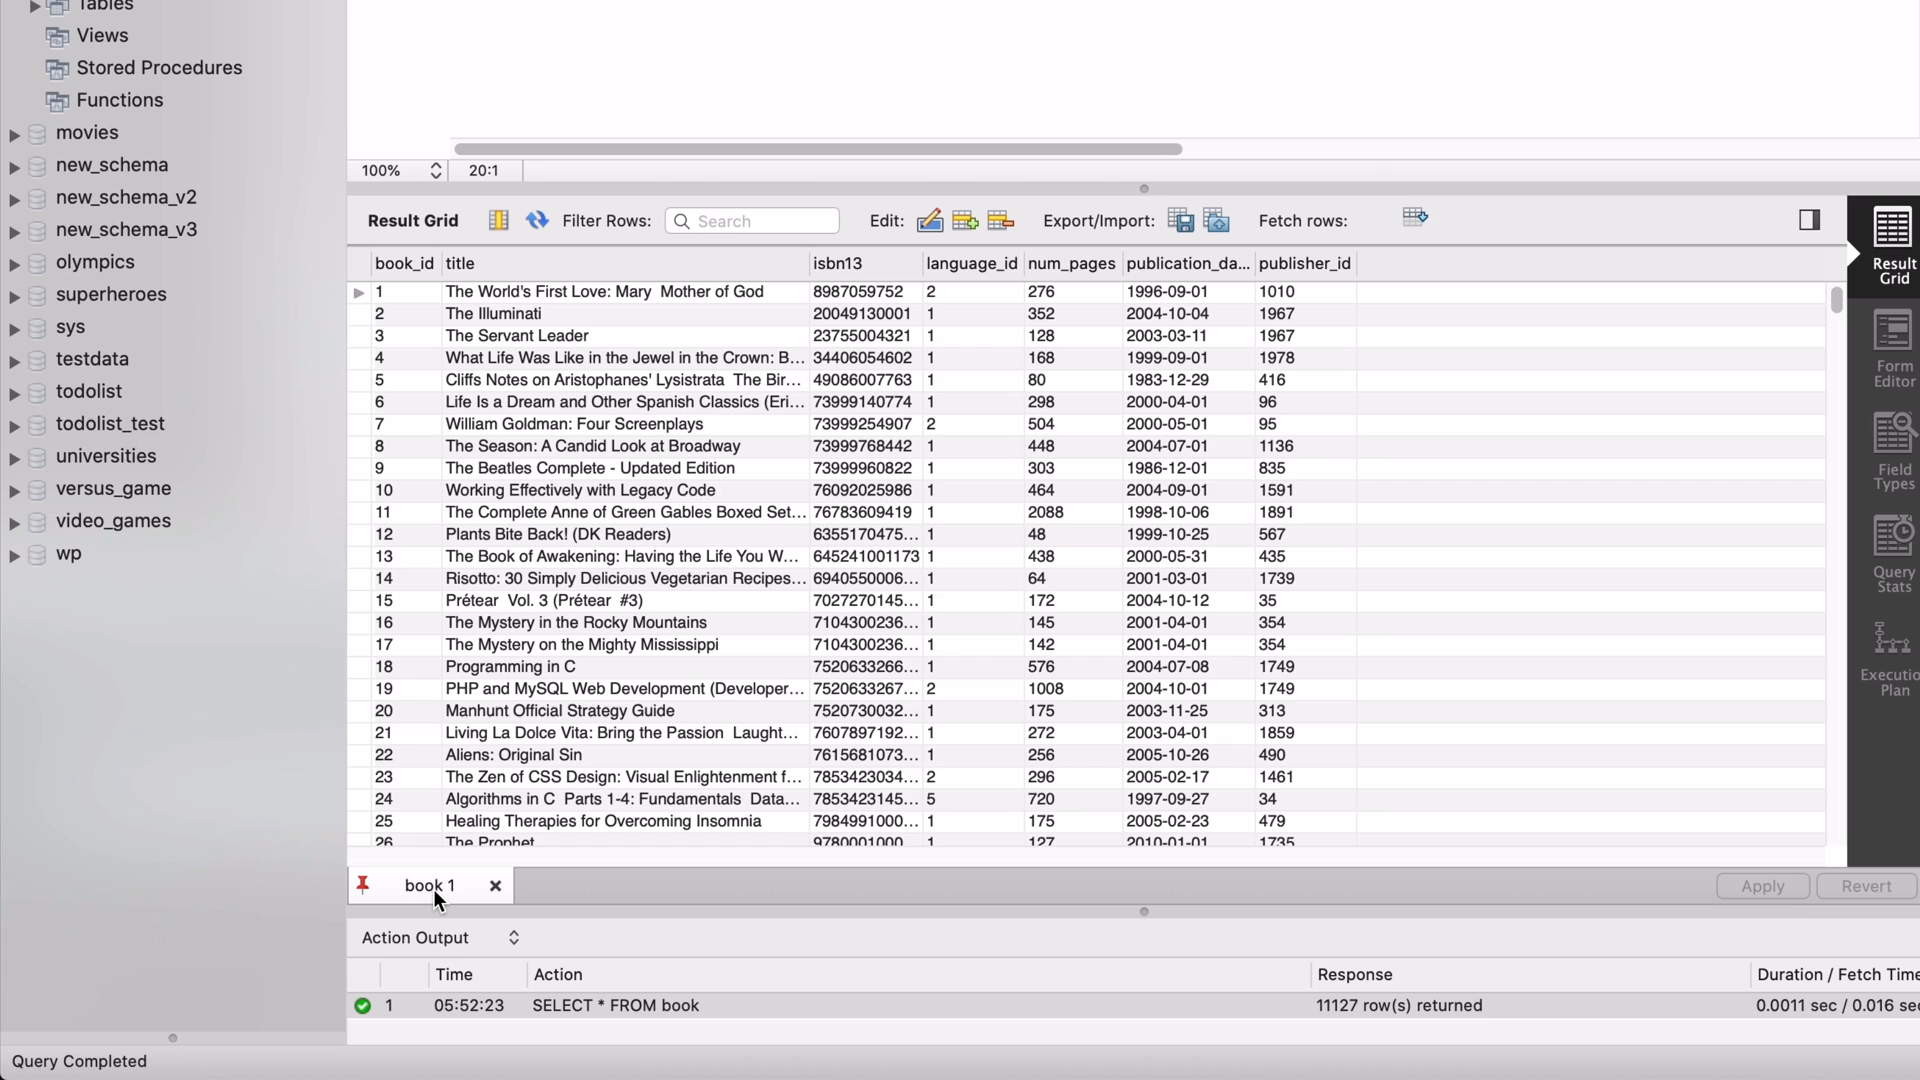 Tables
Views
Stored Procedures
Functions
movies
new_schema
new_schema_v2
new_schema_v3
olympics
superheroes
sys
testdata
todolist
todolist_test
universities
versus_game
video_games
wp
100% 20:1
Result Grid Filter Rows: Search Edit: Export/Import: Fetch rows:
book_id title isbn13 language_id num_pages publication_da... publisher_id
1 The World's First Love: Mary  Mother of God 8987059752 2 276 1996-09-01 1010
2 The Illuminati 20049130001 1 352 2004-10-04 1967
3 The Servant Leader 23755004321 1 128 2003-03-11 1967
4 What Life Was Like in the Jewel in the Crown: B... 34406054602 1 168 1999-09-01 1978
5 Cliffs Notes on Aristophanes' Lysistrata  The Bir... 49086007763 1 80 1983-12-29 416
6 Life Is a Dream and Other Spanish Classics (Eri... 73999140774 1 298 2000-04-01 96
7 William Goldman: Four Screenplays 73999254907 2 504 2000-05-01 95
8 The Season: A Candid Look at Broadway 73999768442 1 448 2004-07-01 1136
9 The Beatles Complete - Updated Edition 73999960822 1 303 1986-12-01 835
10 Working Effectively with Legacy Code 76092025986 1 464 2004-09-01 1591
11 The Complete Anne of Green Gables Boxed Set... 76783609419 1 2088 1998-10-06 1891
12 Plants Bite Back! (DK Readers) 6355170475... 1 48 1999-10-25 567
13 The Book of Awakening: Having the Life You W... 645241001173 1 438 2000-05-31 435
14 Risotto: 30 Simply Delicious Vegetarian Recipes... 6940550006... 1 64 2001-03-01 1739
15 Prétear  Vol. 3 (Prétear  #3) 7027270145... 1 172 2004-10-12 35
16 The Mystery in the Rocky Mountains 7104300236... 1 145 2001-04-01 354
17 The Mystery on the Mighty Mississippi 7104300236... 1 142 2001-04-01 354
18 Programming in C 7520633266... 1 576 2004-07-08 1749
19 PHP and MySQL Web Development (Developer... 7520633267... 2 1008 2004-10-01 1749
20 Manhunt Official Strategy Guide 7520730032... 1 175 2003-11-25 313
21 Living La Dolce Vita: Bring the Passion  Laught... 7607897192... 1 272 2003-04-01 1859
22 Aliens: Original Sin 7615681073... 1 256 2005-10-26 490
23 The Zen of CSS Design: Visual Enlightenment f... 7853423034... 2 296 2005-02-17 1461
24 Algorithms in C  Parts 1-4: Fundamentals  Data... 7853423145... 5 720 1997-09-27 34
25 Healing Therapies for Overcoming Insomnia 7984991000... 1 175 2005-02-23 479
26 The Prophet 9780001000... 1 127 2010-01-01 1735
Result
Grid
Form
Editor
Field
Types
Query
Stats
Executio
Plan
book 1 Apply Revert
Action Output
Time Action Response Duration / Fetch Time
1 05:52:23 SELECT * FROM book 11127 row(s) returned 0.0011 sec / 0.016 sec
Query Completed